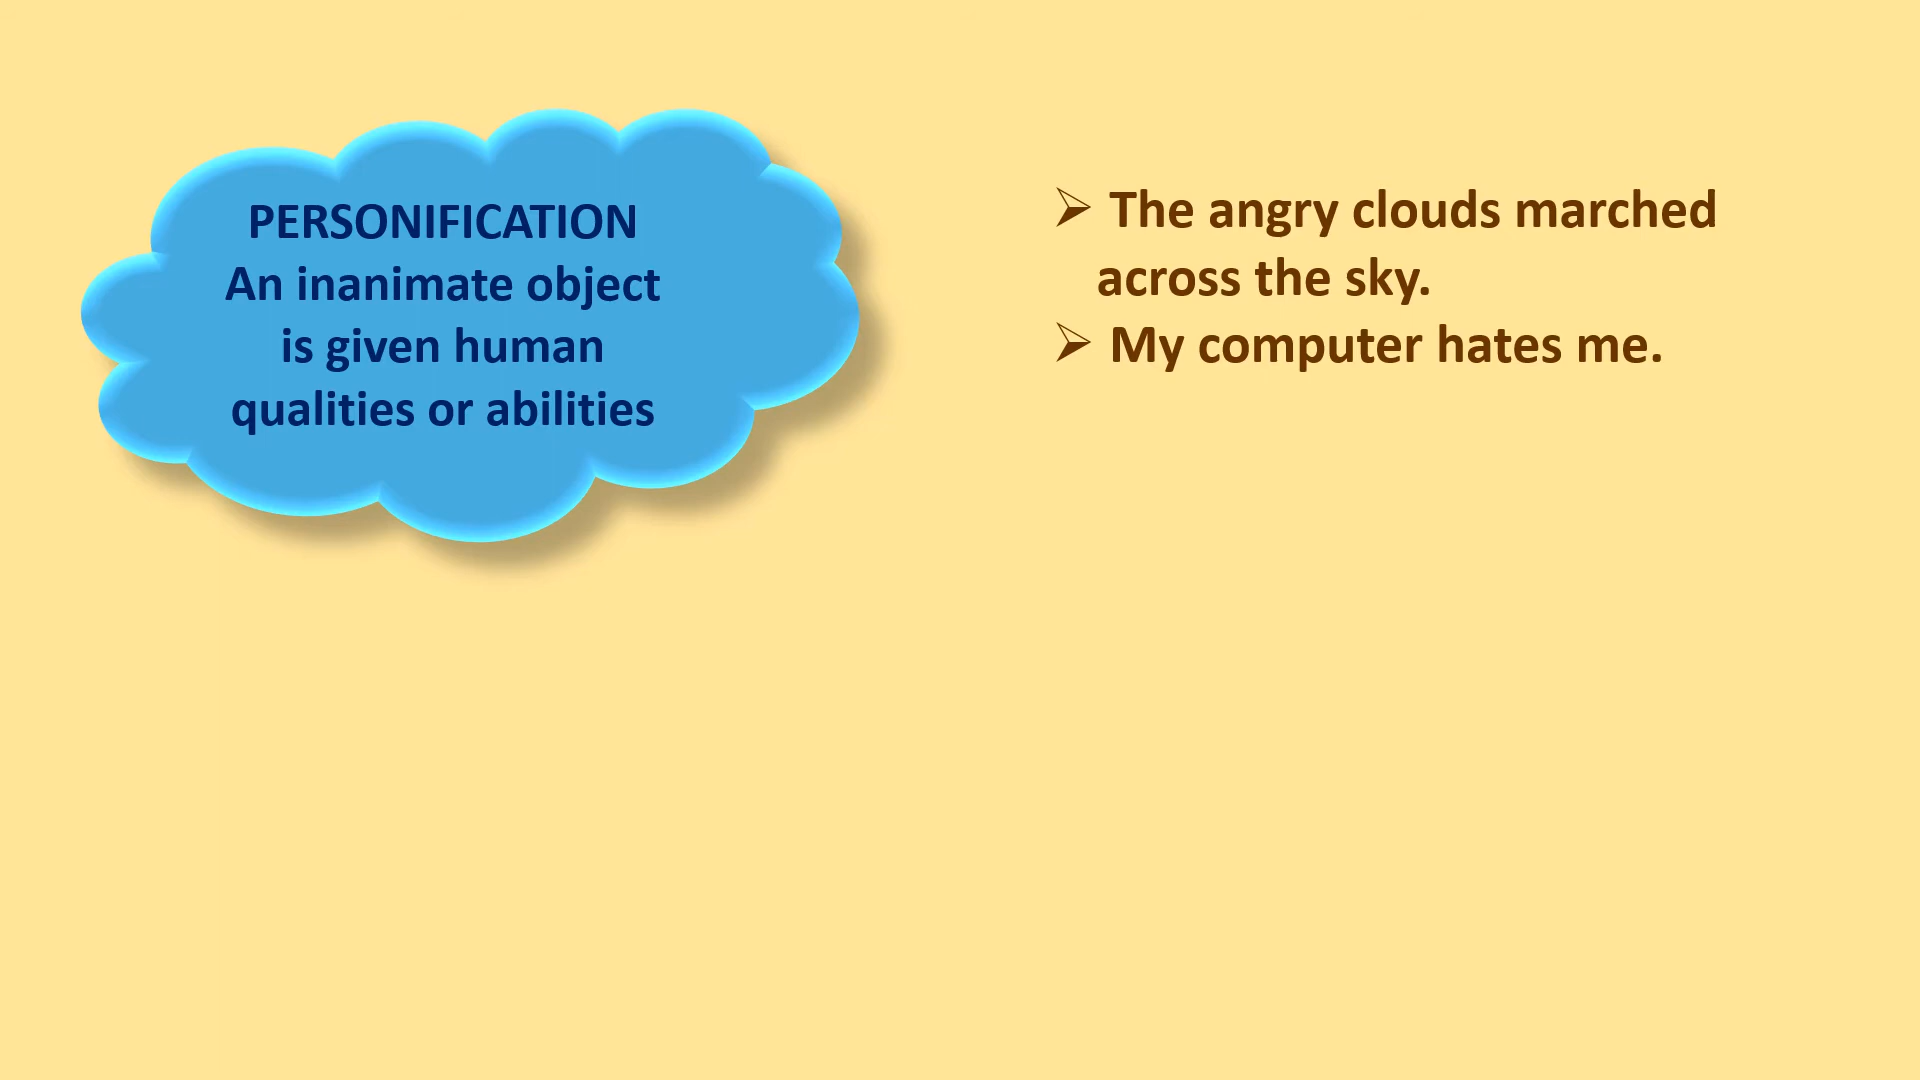 PERSONIFICATION
An inanimate object
is given human
qualities or abilities
➢ The angry clouds marched
across the sky.
➢ My computer hates me.